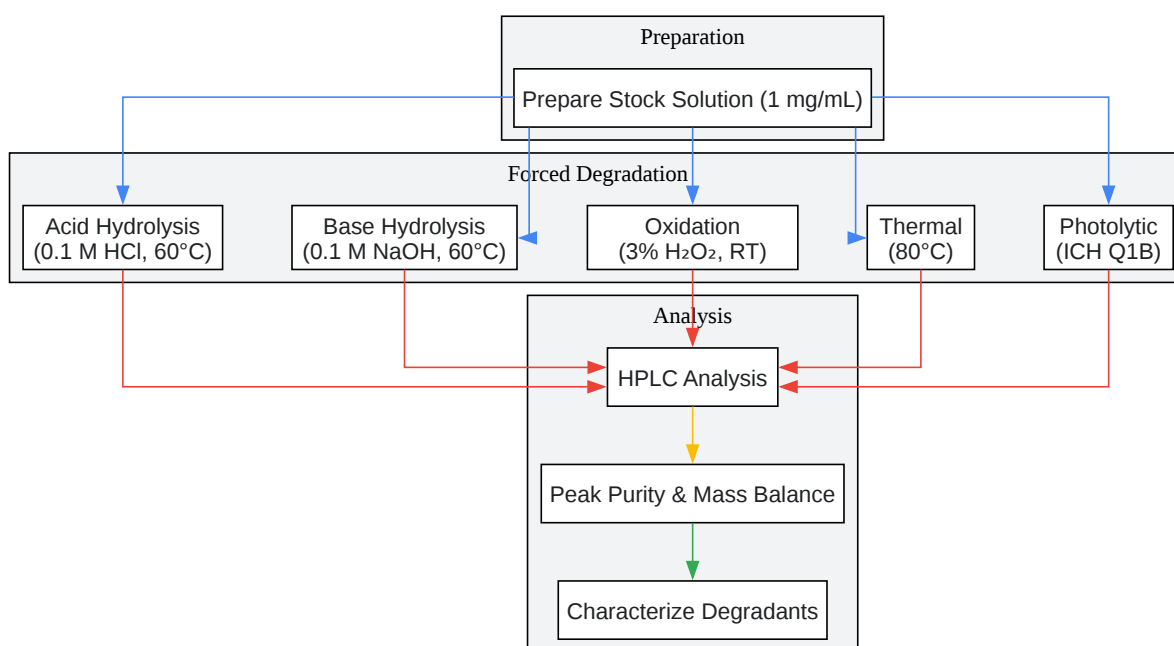 Preparation
Prepare Stock Solution (1 mg/mL)
Forced Degradation
Acid Hydrolysis
(0.1 M HCl, 60°C)
Base Hydrolysis
(0.1 M NaOH, 60°C)
Oxidation
(3% H₂O₂, RT)
Thermal
(80°C)
Photolytic
(ICH Q1B)
Analysis
HPLC Analysis
Peak Purity & Mass Balance
Characterize Degradants